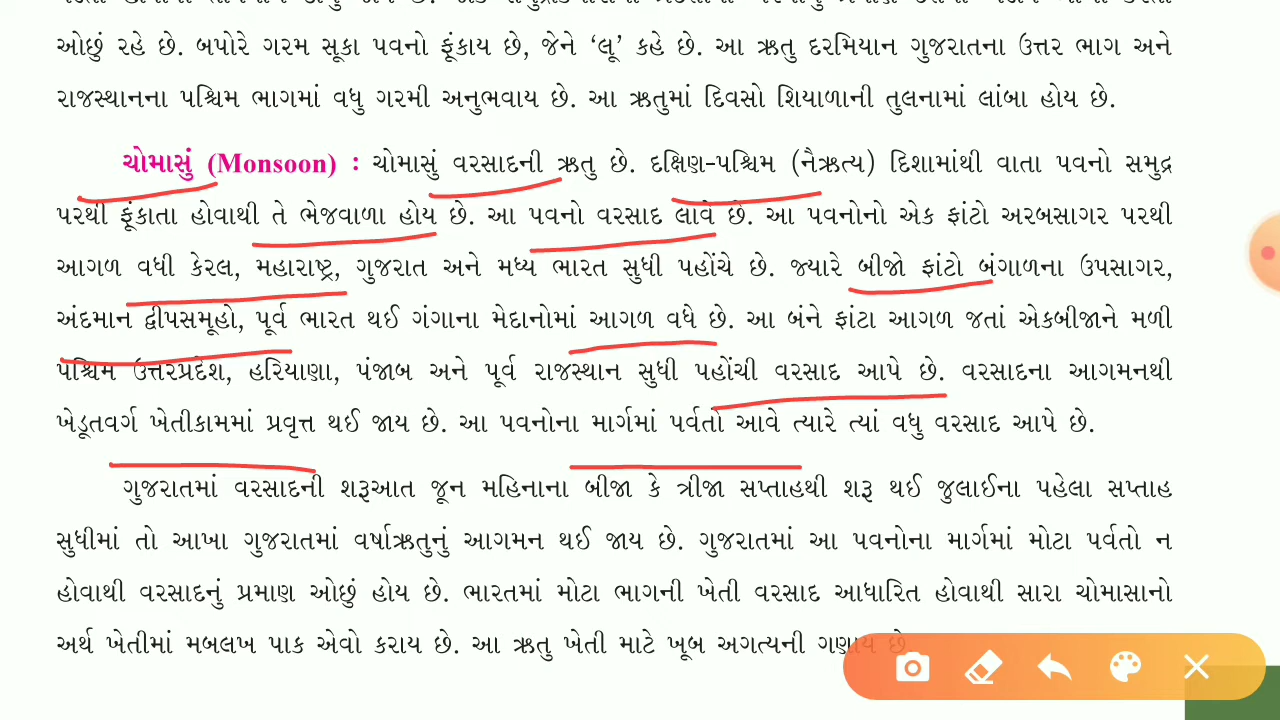 ઓછું રહે છે. બપોરે ગરમ સૂકા પવનો ફૂંકાય છે, જેને ‘લૂ’ કહે છે. આ ઋતુ દરમિયાન ગુજરાતના ઉત્તર ભાગ અને
રાજસ્થાનના પશ્ચિમ ભાગમાં વધુ ગરમી અનુભવાય છે. આ ઋતુમાં દિવસો શિયાળાની તુલનામાં લાંબા હોય છે.
ચોમાસું (Monsoon) : ચોમાસું વરસાદની ઋતુ છે. દક્ષિણ-પશ્ચિમ (નૈઋત્ય) દિશામાંથી વાતા પવનો સમુદ્ર
પરથી ફૂંકાતા હોવાથી તે ભેજવાળા હોય છે. આ પવનો વરસાદ લાવે છે. આ પવનોનો એક ફાંટો અરબસાગર પરથી
આગળ વધી કેરલ, મહારાષ્ટ્ર, ગુજરાત અને મધ્ય ભારત સુધી પહોંચે છે. જ્યારે બીજો ફાંટો બંગાળના ઉપસાગર,
અંદમાન દ્વીપસમૂહો, પૂર્વ ભારત થઈ ગંગાના મેદાનોમાં આગળ વધે છે. આ બંને ફાંટા આગળ જતાં એકબીજાને મળી
પશ્ચિમ ઉત્તરપ્રદેશ, હરિયાણા, પંજાબ અને પૂર્વ રાજસ્થાન સુધી પહોંચી વરસાદ આપે છે. વરસાદના આગમનથી
ખેડૂતવર્ગ ખેતીકામમાં પ્રવૃત્ત થઈ જાય છે. આ પવનોના માર્ગમાં પર્વતો આવે ત્યારે ત્યાં વધુ વરસાદ આપે છે.
ગુજરાતમાં વરસાદની શરૂઆત જૂન મહિનાના બીજા કે ત્રીજા સપ્તાહથી શરૂ થઈ જુલાઈના પહેલા સપ્તાહ
સુધીમાં તો આખા ગુજરાતમાં વર્ષાઋતુનું આગમન થઈ જાય છે. ગુજરાતમાં આ પવનોના માર્ગમાં મોટા પર્વતો ન
હોવાથી વરસાદનું પ્રમાણ ઓછું હોય છે. ભારતમાં મોટા ભાગની ખેતી વરસાદ આધારિત હોવાથી સારા ચોમાસાનો
અર્થ ખેતીમાં મબલખ પાક એવો કરાય છે. આ ઋતુ ખેતી માટે ખૂબ અગત્યની ગણાય છે.